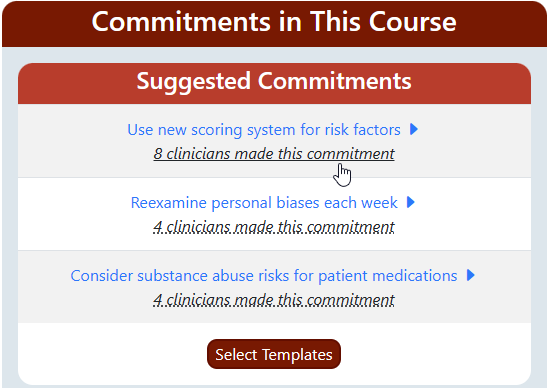 Commitments in This Course
Suggested Commitments
Use new scoring system for risk factors
8 clinicians made this commitment
Reexamine personal biases each week
4 clinicians made this commitment
Consider substance abuse risks for patient medications
4 clinicians made this commitment
Select Templates